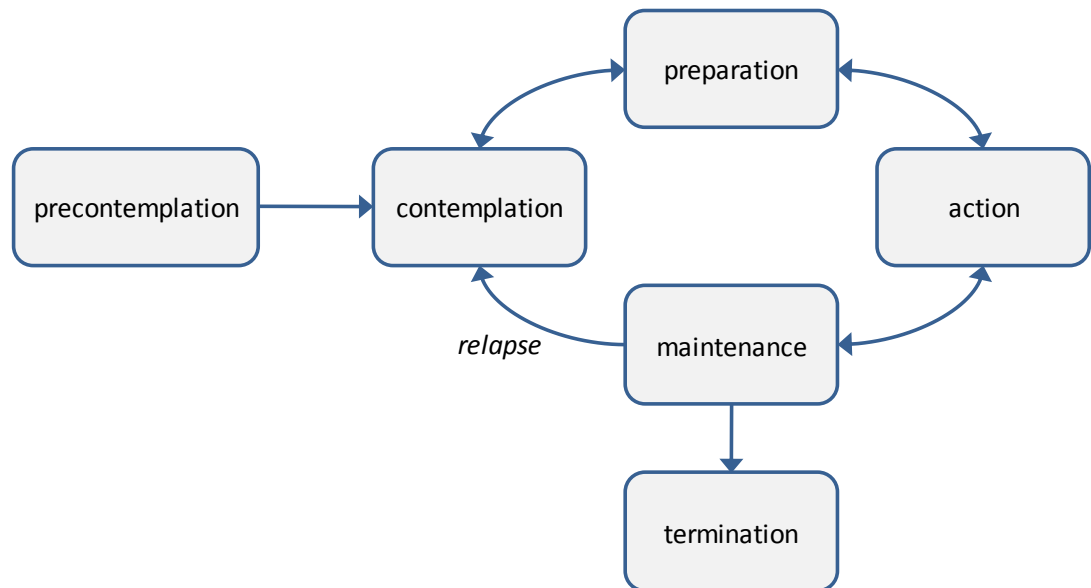 preparation
precontemplation
contemplation
action
relapse
maintenance
termination